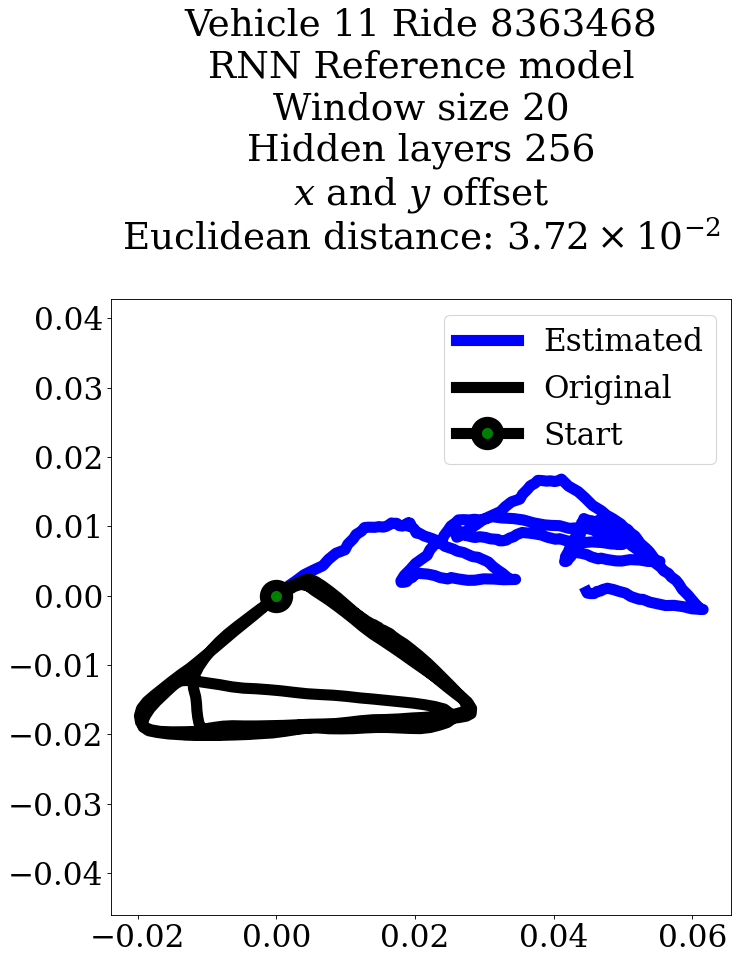 Vehicle 11 Ride 8363468
RNN Reference model
Window size 20
Hidden layers 256
x and y offset
Euclidean distance: 3.72 × 10⁻²
0.04
0.03
0.02
0.01
0.00
−0.01
−0.02
−0.03
−0.04
Estimated
Original
Start
−0.02 0.00 0.02 0.04 0.06